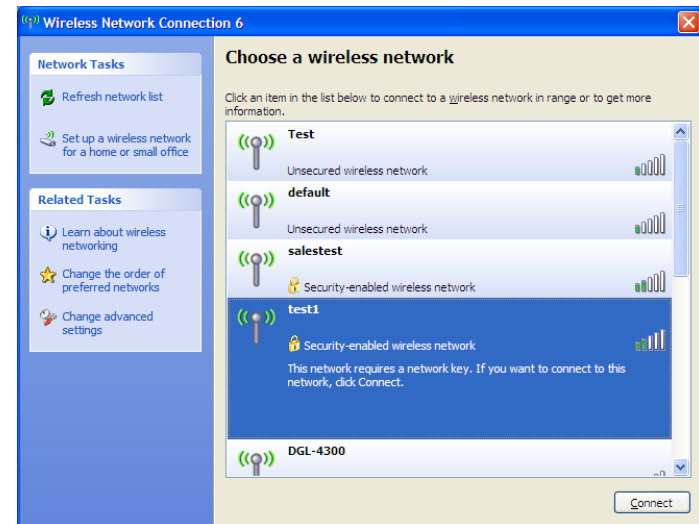 Wireless Network Connection 6
Network Tasks
Refresh network list
Set up a wireless network
for a home or small office
Related Tasks
Learn about wireless
networking
Change the order of
preferred networks
Change advanced
settings
Choose a wireless network
Click an item in the list below to connect to a wireless network in range or to get more
information.
Test
Unsecured wireless network
default
Unsecured wireless network
salestest
Security-enabled wireless network
test1
Security-enabled wireless network
This network requires a network key. If you want to connect to this
network, click Connect.
DGL-4300
Connect